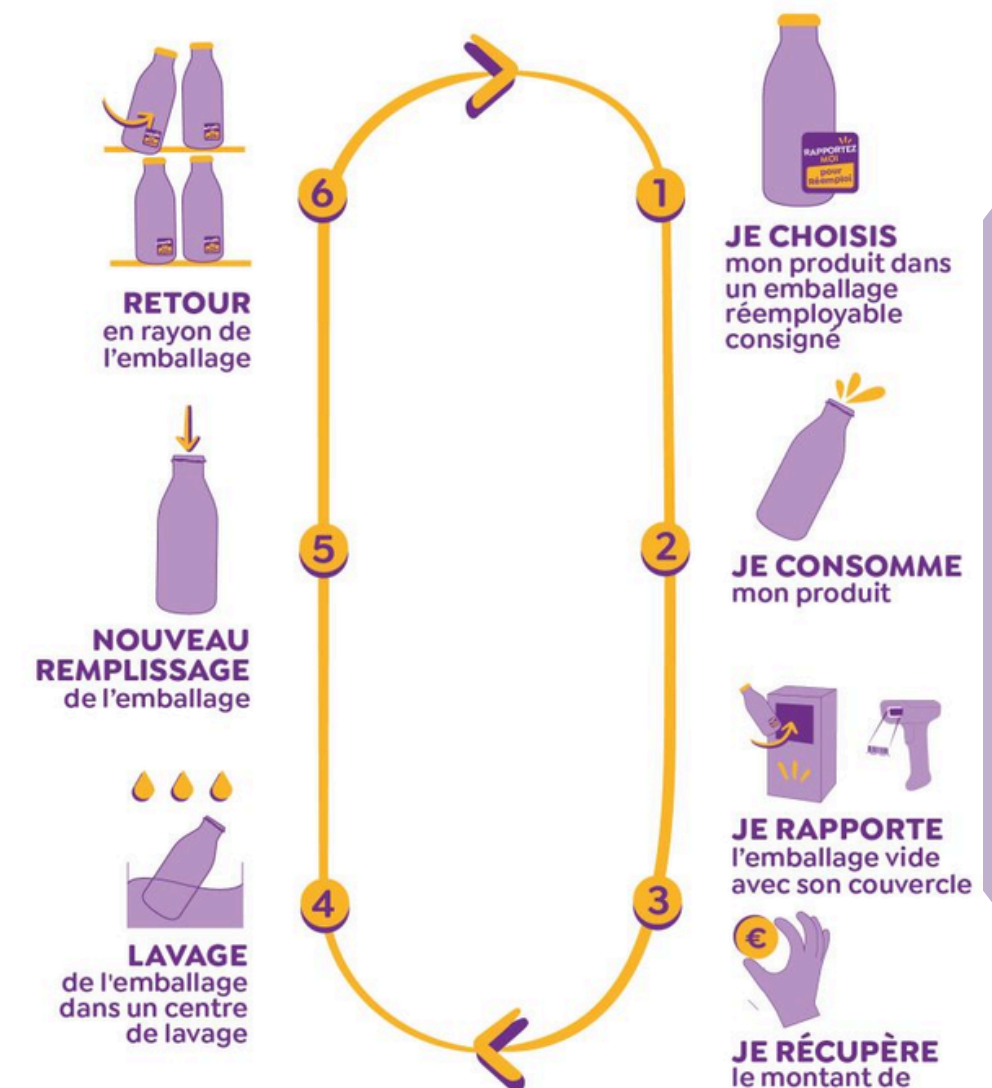 1
RAPPORTEZ
MOI
pour
Réemploi
JE CHOISIS
mon produit dans
un emballage
réemployable
consigné
2
JE CONSOMME
mon produit
3
JE RAPPORTE
l'emballage vide
avec son couvercle
€
JE RÉCUPÈRE
le montant de
4
LAVAGE
de l'emballage
dans un centre
de lavage
5
NOUVEAU
REMPLISSAGE
de l'emballage
6
RETOUR
en rayon de
l'emballage